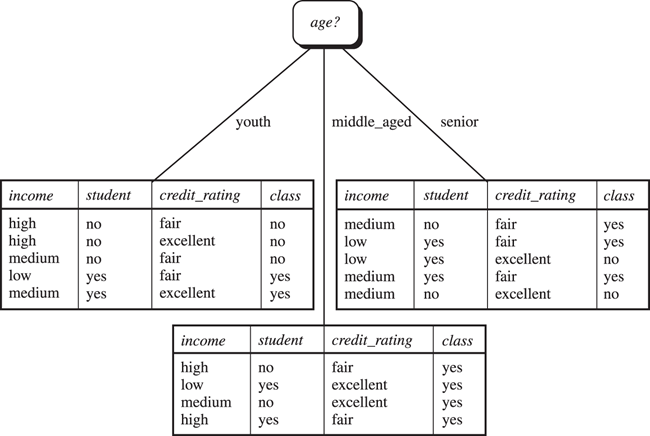 age?
youth
middle_aged
senior
income student credit_rating class
high no fair no
high no excellent no
medium no fair no
low yes fair yes
medium yes excellent yes
income student credit_rating class
medium no fair yes
low yes fair yes
low yes excellent no
medium yes fair yes
medium no excellent no
income student credit_rating class
high no fair yes
low yes excellent yes
medium no excellent yes
high yes fair yes